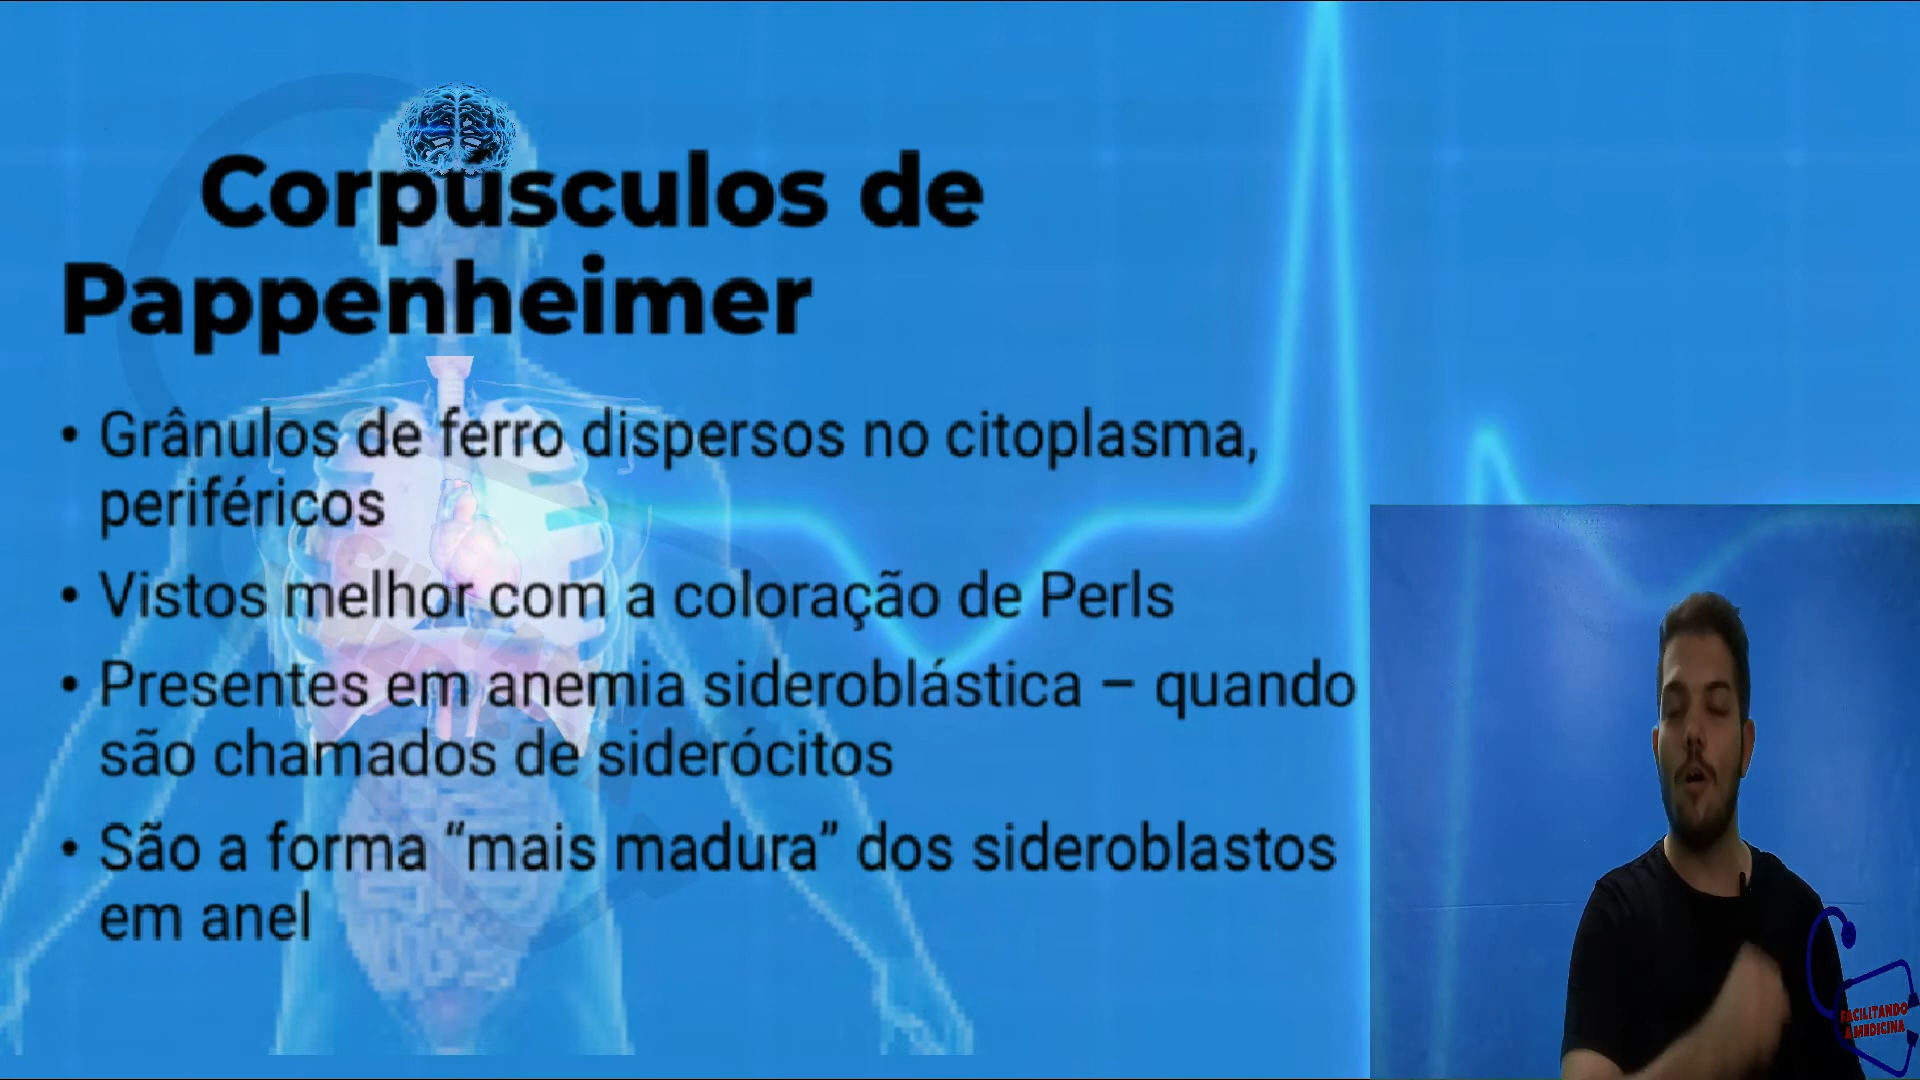 Corpúsculos de
Pappenheimer
• Grânulos de ferro dispersos no citoplasma,
periféricos
• Vistos melhor com a coloração de Perls
• Presentes em anemia sideroblástica – quando
são chamados de siderócitos
• São a forma “mais madura” dos sideroblastos
em anel
FACILITANDO
A MEDICINA